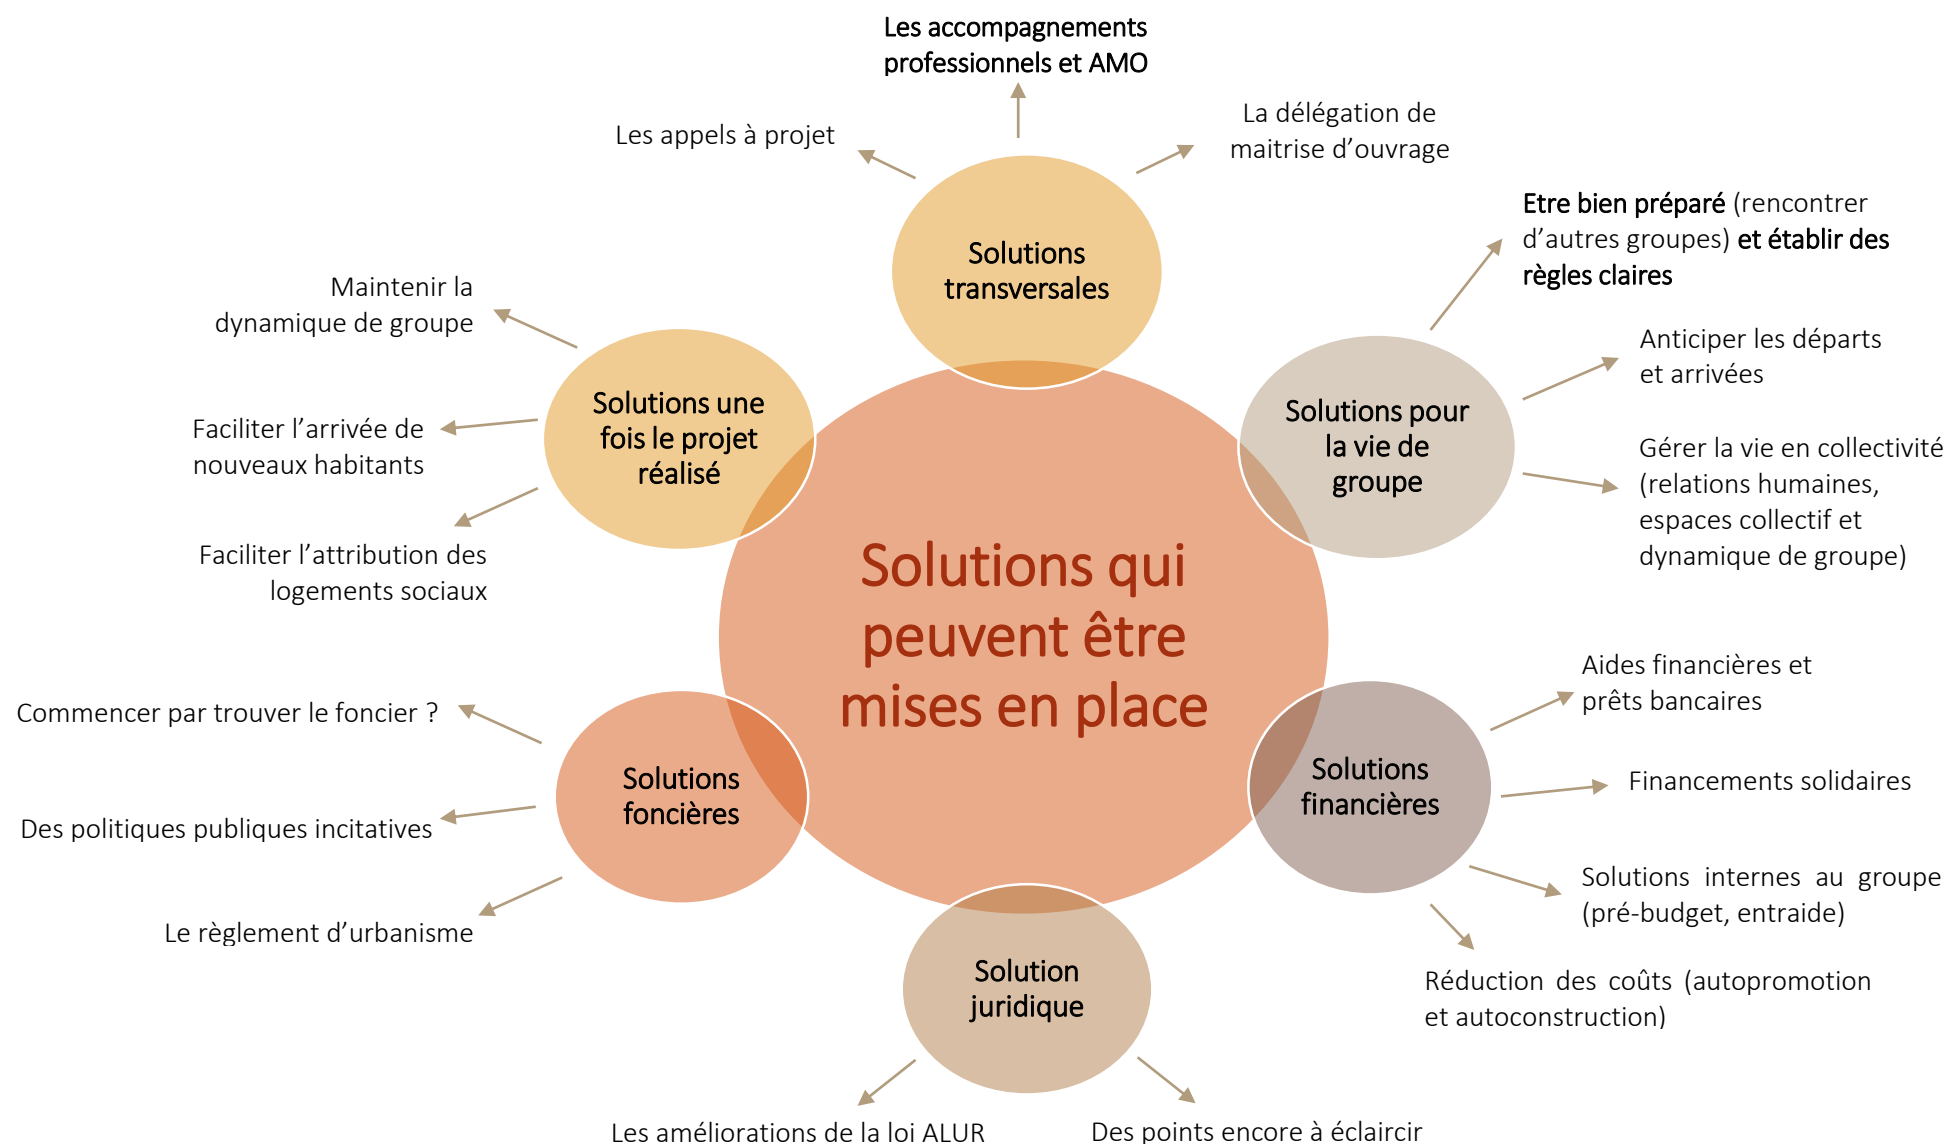 Les accompagnements
professionnels et AMO
Les appels à projet
La délégation de
maitrise d’ouvrage
Solutions
transversales
Etre bien préparé (rencontrer
d’autres groupes) et établir des
règles claires
Anticiper les départs
et arrivées
Gérer la vie en collectivité
(relations humaines,
espaces collectif et
dynamique de groupe)
Solutions pour
la vie de
groupe
Maintenir la
dynamique de groupe
Faciliter l’arrivée de
nouveaux habitants
Faciliter l’attribution des
logements sociaux
Solutions une
fois le projet
réalisé
Solutions qui
peuvent être
mises en place
Aides financières et
prêts bancaires
Financements solidaires
Solutions internes au groupe
(pré-budget, entraide)
Réduction des coûts (autopromotion
et autoconstruction)
Solutions
financières
Commencer par trouver le foncier ?
Des politiques publiques incitatives
Le règlement d’urbanisme
Solutions
foncières
Solution
juridique
Les améliorations de la loi ALUR
Des points encore à éclaircir